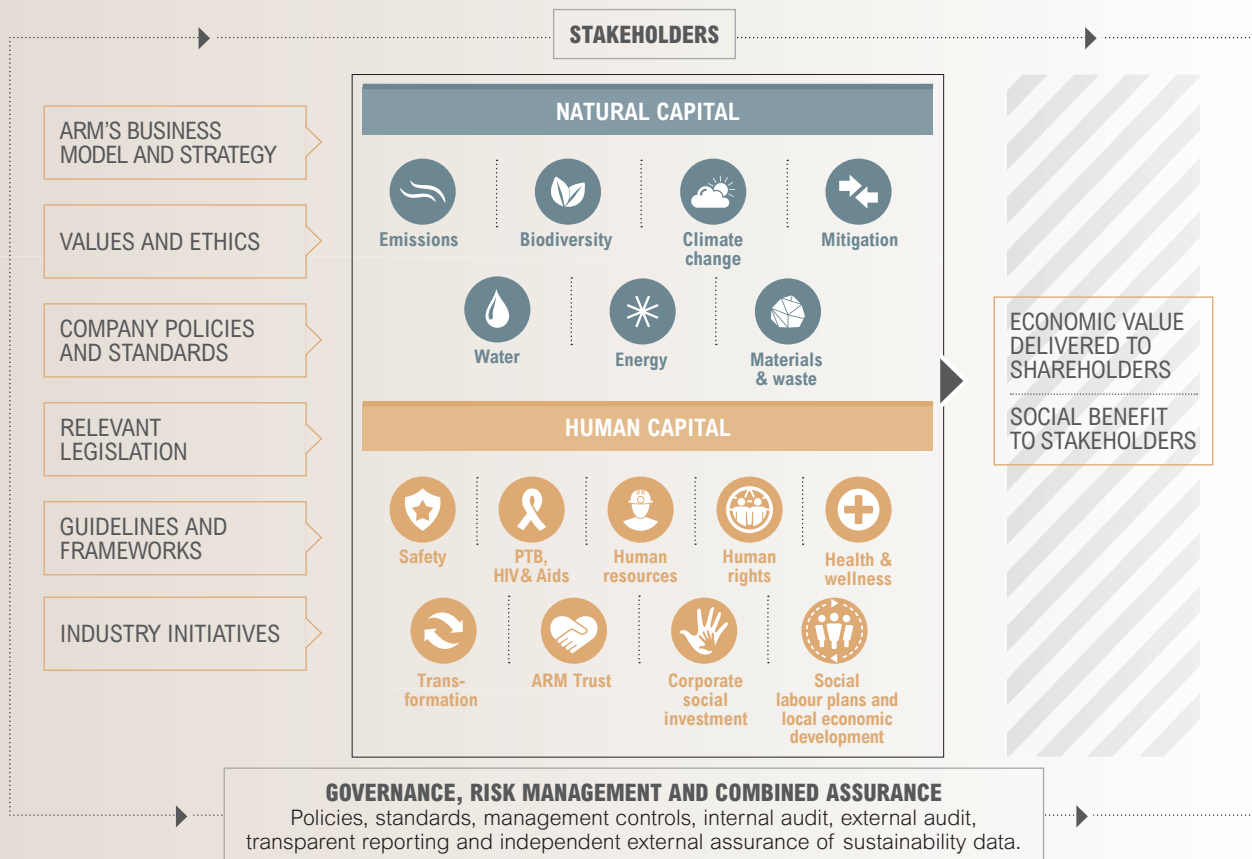 STAKEHOLDERS
ARM'S BUSINESS
MODEL AND STRATEGY
VALUES AND ETHICS
COMPANY POLICIES
AND STANDARDS
RELEVANT
LEGISLATION
GUIDELINES AND
FRAMEWORKS
INDUSTRY INITIATIVES
NATURAL CAPITAL
Emissions
Biodiversity
Climate
change
Mitigation
Water
Energy
Materials
& waste
HUMAN CAPITAL
Safety
PTB,
HIV & Aids
Human
resources
Human
rights
Health &
wellness
Trans-
formation
ARM Trust
Corporate
social
investment
Social
labour plans and
local economic
development
ECONOMIC VALUE
DELIVERED TO
SHAREHOLDERS
SOCIAL BENEFIT
TO STAKEHOLDERS
GOVERNANCE, RISK MANAGEMENT AND COMBINED ASSURANCE
Policies, standards, management controls, internal audit, external audit,
transparent reporting and independent external assurance of sustainability data.